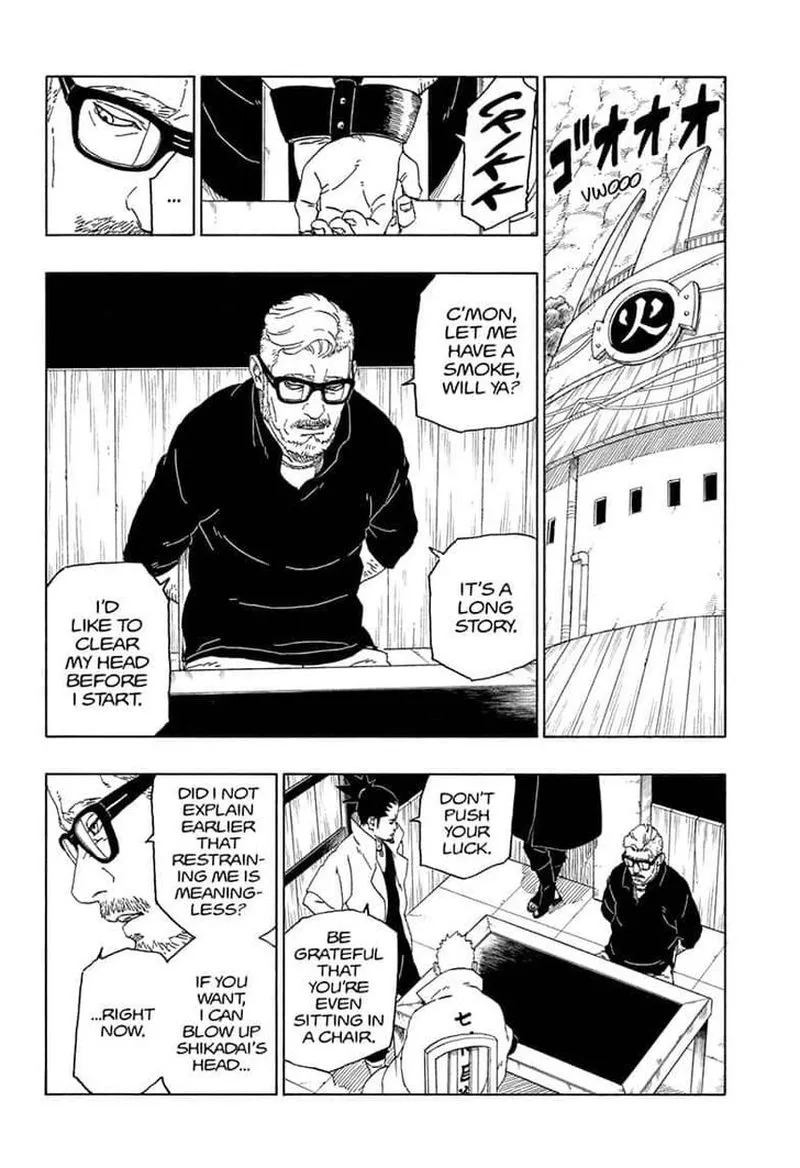 ゴオオオ
VWOOO
火
CRIKK
...
C'MON,
LET ME
HAVE A
SMOKE,
WILL YA?
IT'S A
LONG
STORY.
I'D
LIKE TO
CLEAR
MY HEAD
BEFORE
I START.
DON'T
PUSH
YOUR
LUCK.
BE
GRATEFUL
THAT
YOU'RE
EVEN
SITTING IN
A CHAIR.
七
DID I NOT
EXPLAIN
EARLIER
THAT
RESTRAIN-
ING ME IS
MEANING-
LESS?
IF YOU
WANT,
I CAN
BLOW UP
SHIKADAI'S
HEAD...
...RIGHT
NOW.